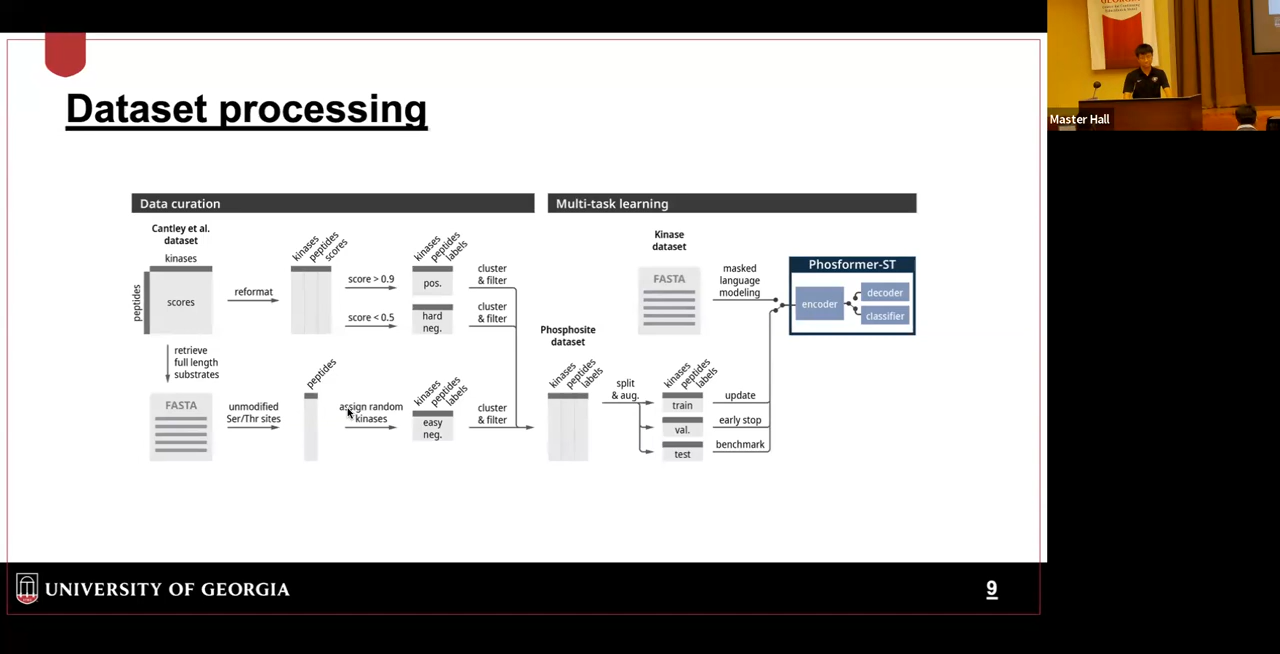 Dataset processing
Data curation
Multi-task learning
Cantley et al.
dataset
kinases
peptides
scores
reformat
kinases
peptides
scores
score > 0.9
score < 0.5
kinases
peptides
labels
pos.
hard
neg.
cluster
& filter
cluster
& filter
retrieve
full length
substrates
FASTA
unmodified
Ser/Thr sites
peptides
assign random
kinases
kinases
peptides
labels
easy
neg.
cluster
& filter
Phosphosite
dataset
kinases
peptides
labels
split
& aug.
kinases
peptides
labels
train
val.
test
update
early stop
benchmark
Kinase
dataset
FASTA
masked
language
modeling
Phosformer-ST
encoder
decoder
classifier
UNIVERSITY OF GEORGIA
9
Master Hall